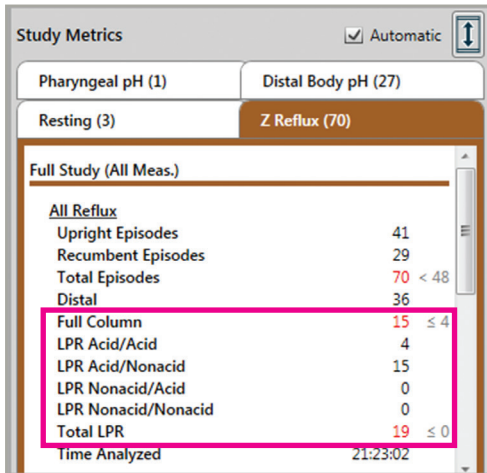 Study Metrics Automatic
Pharyngeal pH (1) Distal Body pH (27)
Resting (3) Z Reflux (70)
Full Study (All Meas.)
All Reflux
Upright Episodes 41
Recumbent Episodes 29
Total Episodes 70 < 48
Distal 36
Full Column 15 ≤ 4
LPR Acid/Acid 4
LPR Acid/Nonacid 15
LPR Nonacid/Acid 0
LPR Nonacid/Nonacid 0
Total LPR 19 ≤ 0
Time Analyzed 21:23:02